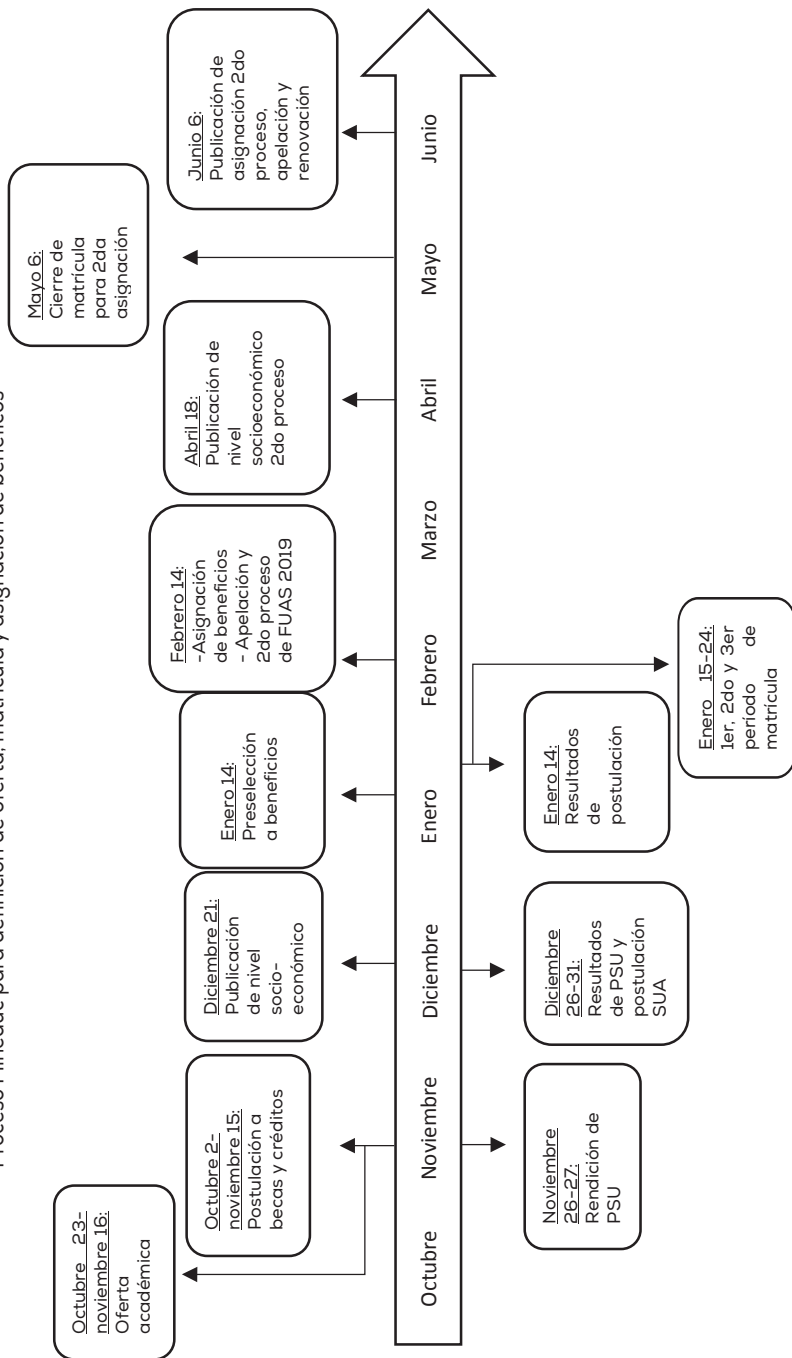 Proceso Mineduc para definición de oferta, matrícula y asignación de beneficios
Octubre 23-
noviembre 16:
Oferta
académica
Octubre 2-
noviembre 15:
Postulación a
becas y créditos
Diciembre 21:
Publicación
de nivel
socio-
económico
Enero 14:
Preselección
a beneficios
Febrero 14:
-Asignación
de beneficios
- Apelación y
2do proceso
de FUAS 2019
Abril 18:
Publicación de
nivel
socioeconómico
2do proceso
Mayo 6:
Cierre de
matrícula
para 2da
asignación
Junio 6:
Publicación de
asignación 2do
proceso,
apelación y
renovación
Octubre Noviembre Diciembre Enero Febrero Marzo Abril Mayo Junio
Noviembre
26-27:
Rendición de
PSU
Diciembre
26-31:
Resultados
de PSU y
postulación
SUA
Enero 14:
Resultados
de
postulación
Enero 15-24:
1er, 2do y 3er
período de
matrícula